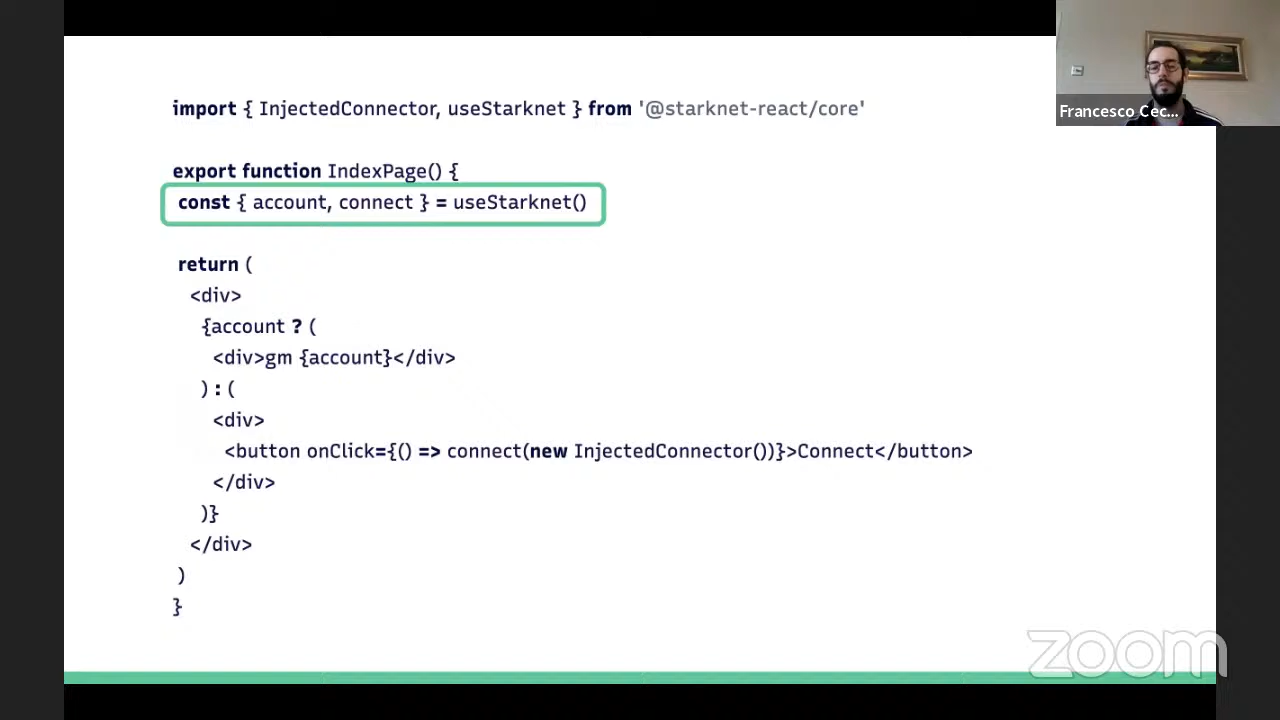 import { InjectedConnector, useStarknet } from '@starknet-react/core'
export function IndexPage() {
const { account, connect } = useStarknet()
return (
<div>
{account ? (
<div>gm {account}</div>
) : (
<div>
<button onClick={() => connect(new InjectedConnector())}>Connect</button>
</div>
)}
</div>
)
}
Francesco Cec...
zoom